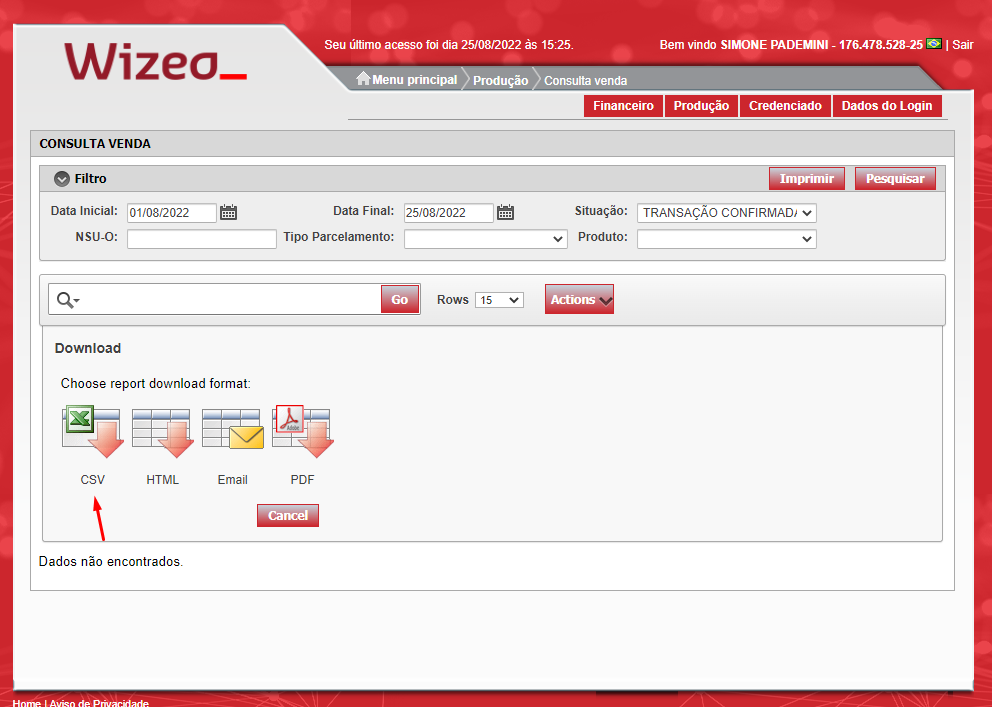 Wizeo_
Seu último acesso foi dia 25/08/2022 às 15:25.
Bem vindo SIMONE PADEMINI - 176.478.528-25 | Sair
Menu principal Produção Consulta venda
Financeiro Produção Credenciado Dados do Login
CONSULTA VENDA
Filtro Imprimir Pesquisar
Data Inicial: 01/08/2022 Data Final: 25/08/2022 Situação: TRANSAÇÃO CONFIRMADA
NSU-O: Tipo Parcelamento: Produto:
Go Rows 15 Actions
Download
Choose report download format:
CSV HTML Email PDF
Cancel
Dados não encontrados.
Home | Aviso de Privacidade